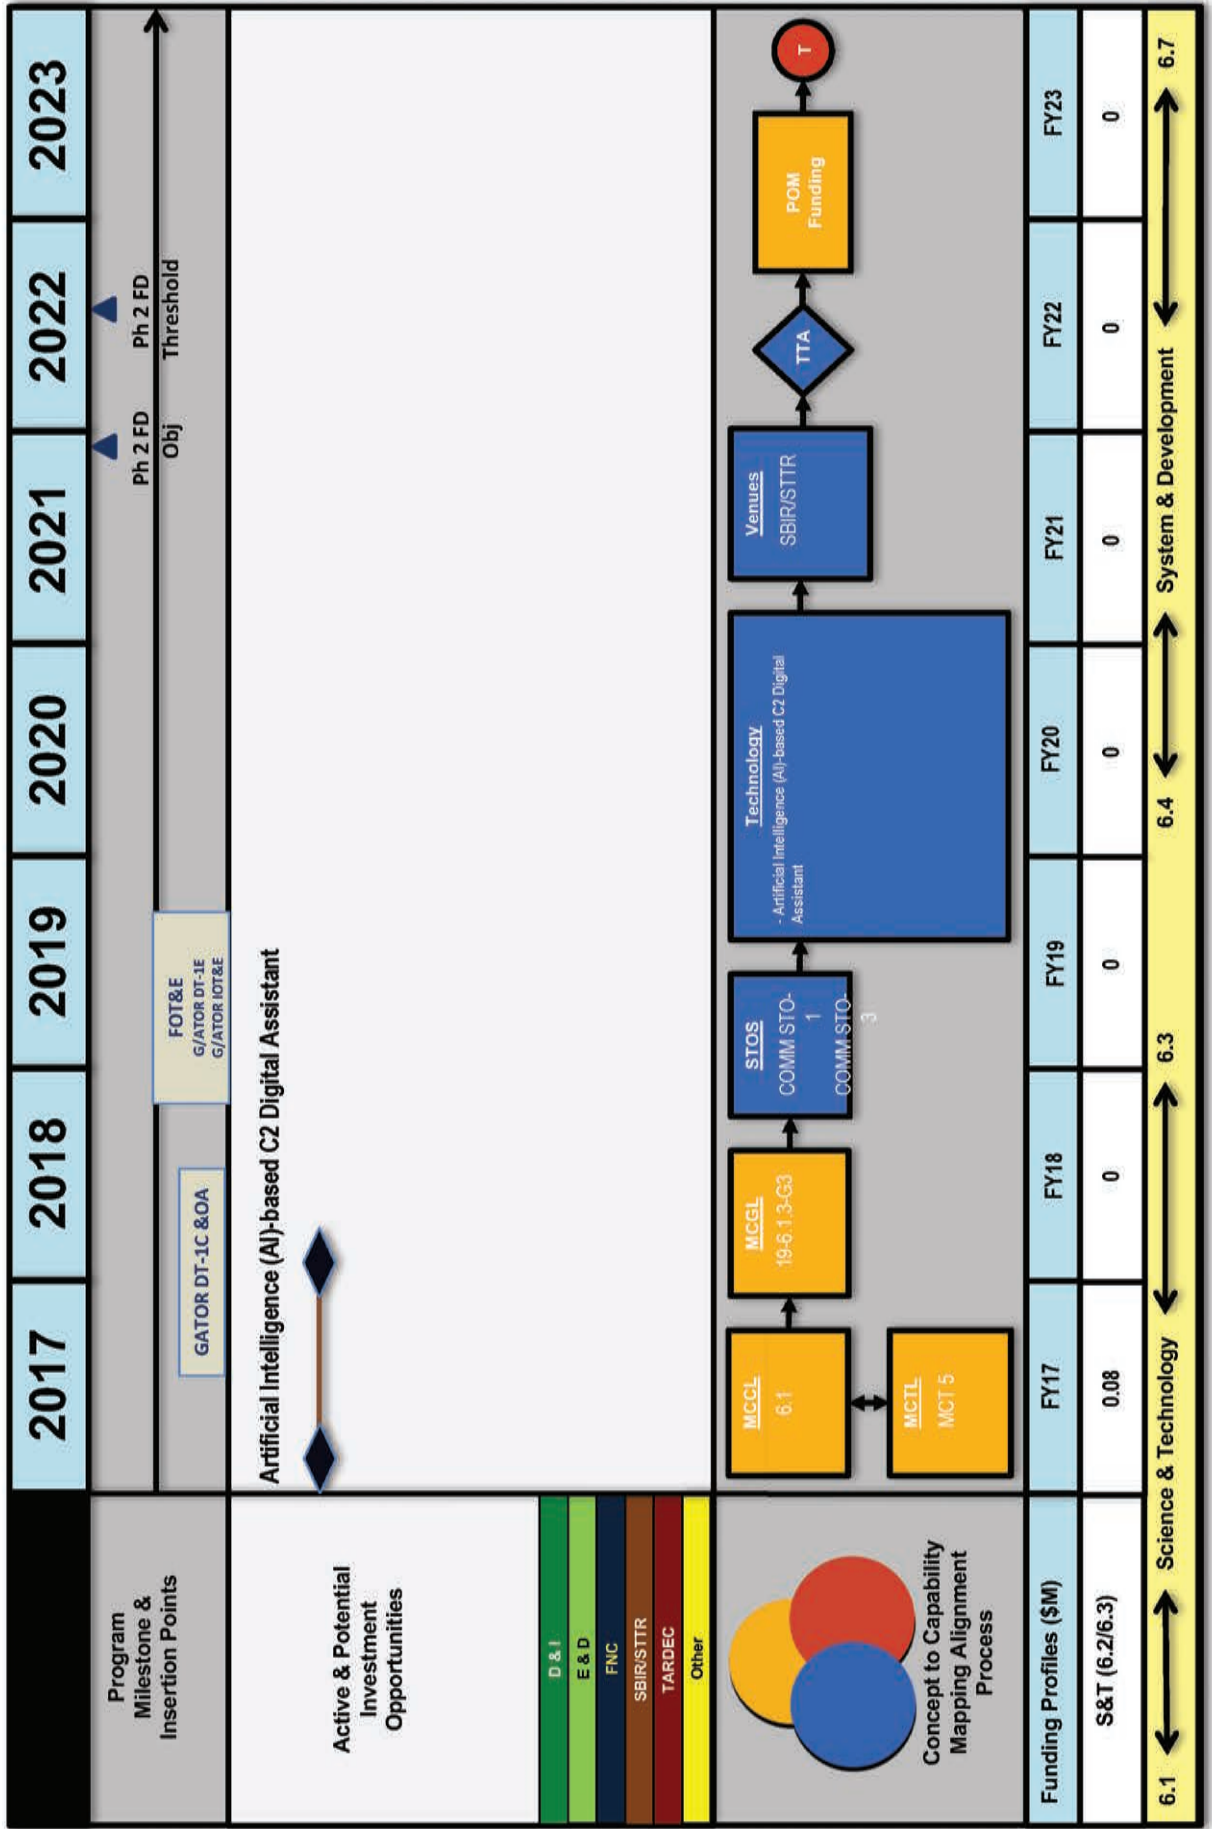 2017
2018
2019
2020
2021
2022
2023
Program
Milestone &
Insertion Points
GATOR DT-1C &OA
FOT&E
G/ATOR DT-1E
G/ATOR IOT&E
Ph 2 FD
Obj
Ph 2 FD
Threshold
Active & Potential
Investment
Opportunities
D & I
E & D
FNC
SBIR/STTR
TARDEC
Other
Artificial Intelligence (AI)-based C2 Digital Assistant
Concept to Capability
Mapping Alignment
Process
MCCL
6.1
MCTL
MCT 5
MCGL
19-6.1.3-G3
STOS
COMM STO-
1
COMM STO-
3
Technology
- Artificial Intelligence (AI)-based C2 Digital
Assistant
Venues
SBIR/STTR
TTA
POM
Funding
T
Funding Profiles ($M)
FY17
FY18
FY19
FY20
FY21
FY22
FY23
S&T (6.2/6.3)
0.08
0
0
0
0
0
0
6.1
Science & Technology
6.3
6.4
System & Development
6.7